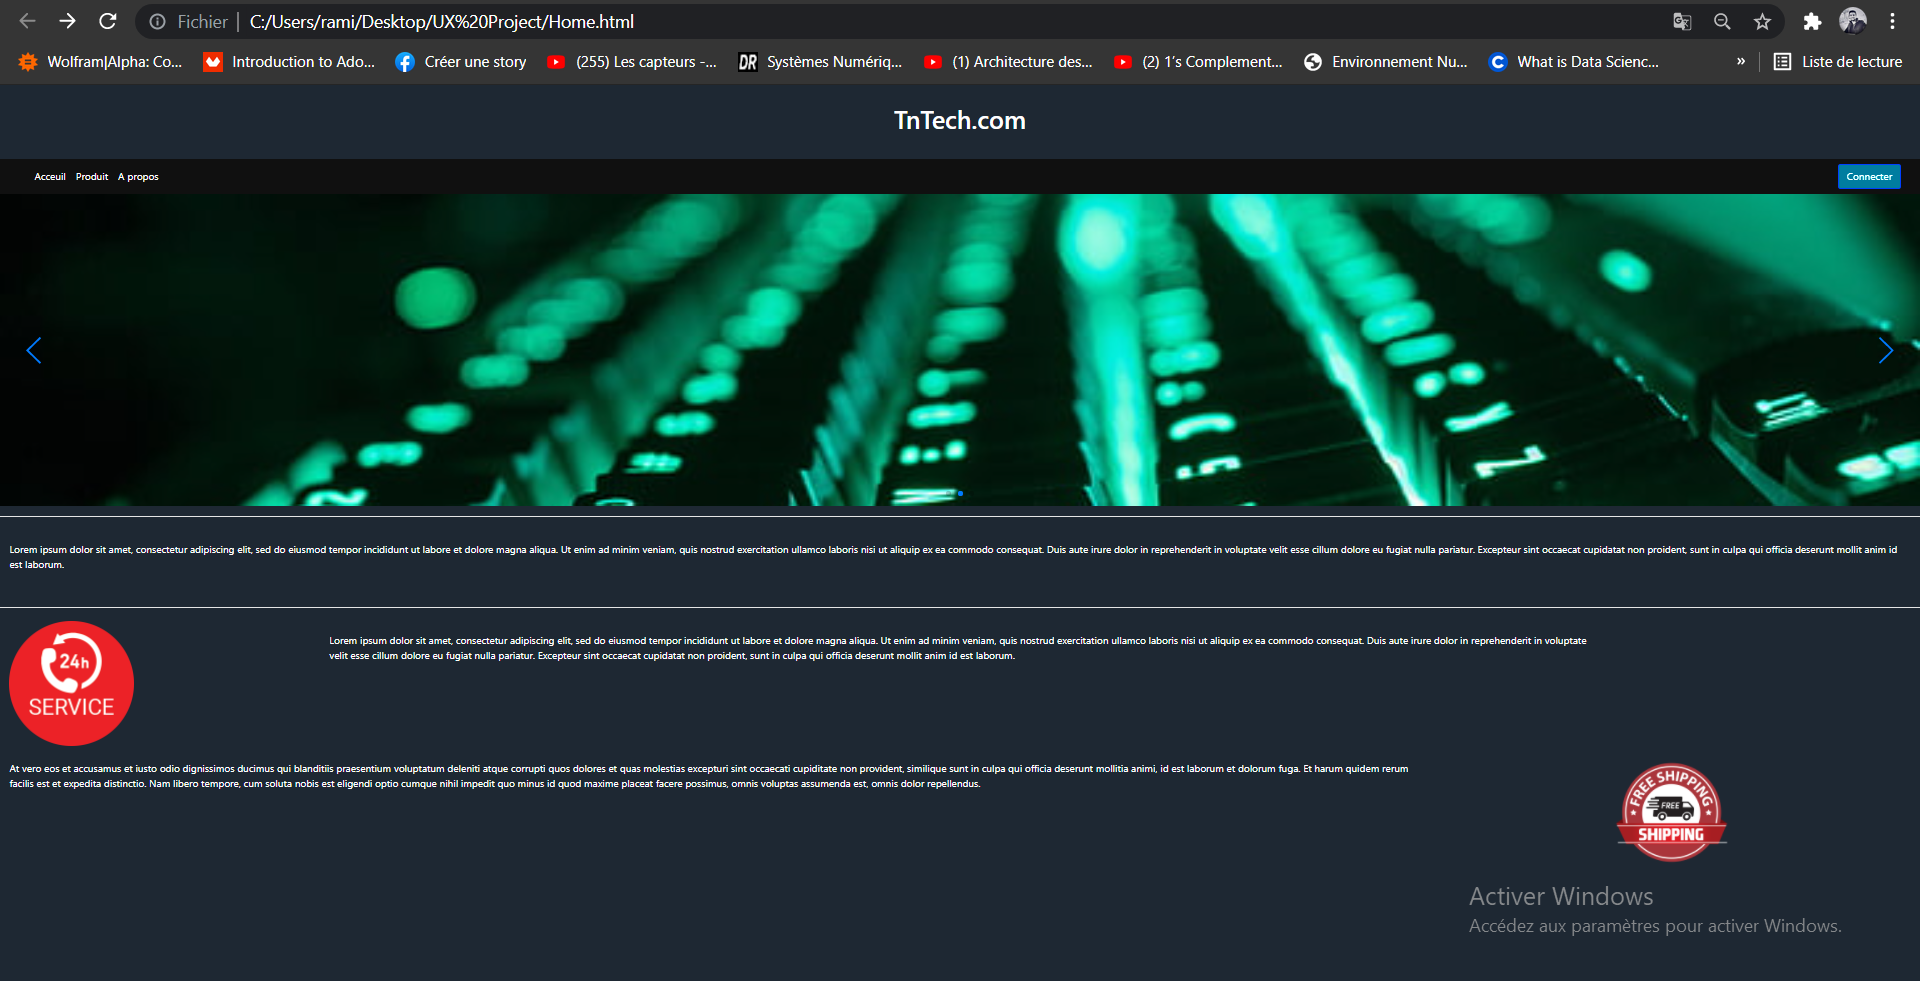 Fichier | C:/Users/rami/Desktop/UX%20Project/Home.html
Wolfram|Alpha: Co... Introduction to Ado... Créer une story (255) Les capteurs -... DR Systèmes Numériq... (1) Architecture des... (2) 1's Complement... Environnement Nu... What is Data Scienc... » Liste de lecture
TnTech.com
Acceuil Produit A propos Connecter
Lorem ipsum dolor sit amet, consectetur adipiscing elit, sed do eiusmod tempor incididunt ut labore et dolore magna aliqua. Ut enim ad minim veniam, quis nostrud exercitation ullamco laboris nisi ut aliquip ex ea commodo consequat. Duis aute irure dolor in reprehenderit in voluptate velit esse cillum dolore eu fugiat nulla pariatur. Excepteur sint occaecat cupidatat non proident, sunt in culpa qui officia deserunt mollit anim id
est laborum.
24h
SERVICE
Lorem ipsum dolor sit amet, consectetur adipiscing elit, sed do eiusmod tempor incididunt ut labore et dolore magna aliqua. Ut enim ad minim veniam, quis nostrud exercitation ullamco laboris nisi ut aliquip ex ea commodo consequat. Duis aute irure dolor in reprehenderit in voluptate
velit esse cillum dolore eu fugiat nulla pariatur. Excepteur sint occaecat cupidatat non proident, sunt in culpa qui officia deserunt mollit anim id est laborum.
At vero eos et accusamus et iusto odio dignissimos ducimus qui blanditiis praesentium voluptatum deleniti atque corrupti quos dolores et quas molestias excepturi sint occaecati cupiditate non provident, similique sunt in culpa qui officia deserunt mollitia animi, id est laborum et dolorum fuga. Et harum quidem rerum
facilis est et expedita distinctio. Nam libero tempore, cum soluta nobis est eligendi optio cumque nihil impedit quo minus id quod maxime placeat facere possimus, omnis voluptas assumenda est, omnis dolor repellendus.
FREE SHIPPING
FREE
SHIPPING
Activer Windows
Accédez aux paramètres pour activer Windows.